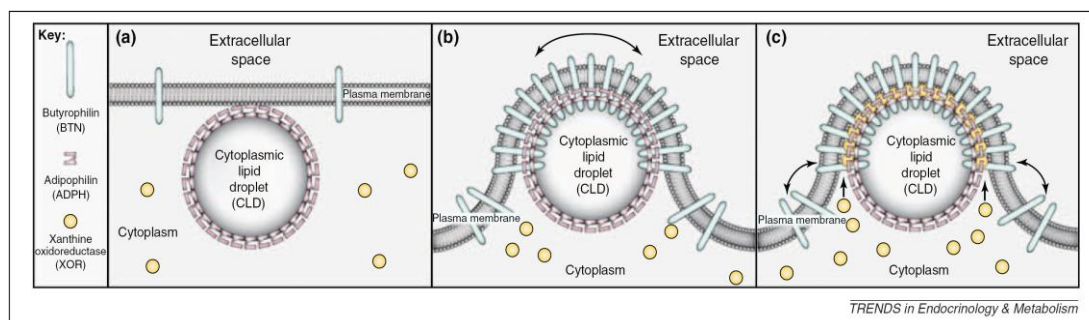 Key:
Butyrophilin
(BTN)
Adipophilin
(ADPH)
Xanthine
oxidoreductase
(XOR)
(a)
Extracellular
space
Plasma membrane
Cytoplasmic
lipid
droplet
(CLD)
Cytoplasm
(b)
Extracellular
space
Cytoplasmic
lipid
droplet
(CLD)
Plasma membrane
Cytoplasm
(c)
Extracellular
space
Cytoplasmic
lipid
droplet
(CLD)
Plasma membrane
Cytoplasm
TRENDS in Endocrinology & Metabolism